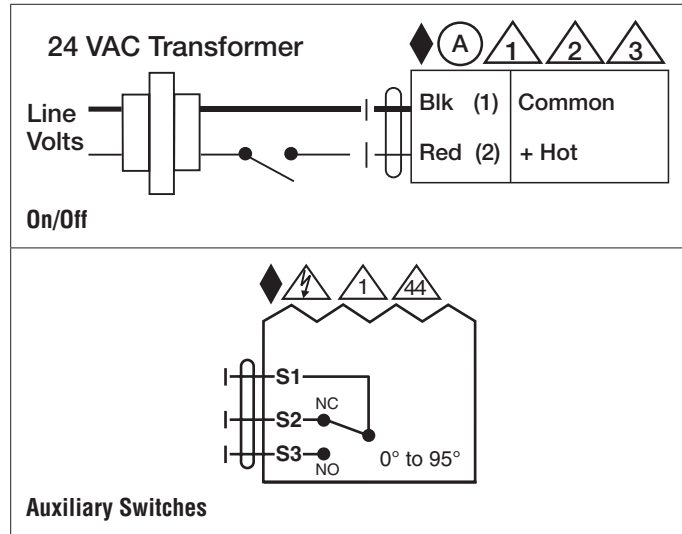 24 VAC Transformer
A 1 2 3
Line Volts
Blk (1) Common
Red (2) + Hot
On/Off
1 44
S1
NC
S2
S3
NO
0° to 95°
Auxiliary Switches